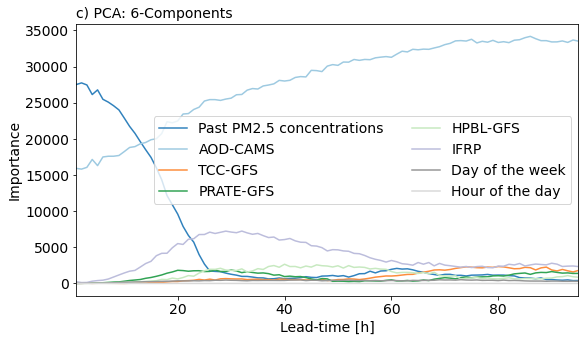 c) PCA: 6-Components
Importance
35000
30000
25000
20000
15000
10000
5000
0
Past PM2.5 concentrations
AOD-CAMS
TCC-GFS
PRATE-GFS
HPBL-GFS
IFRP
Day of the week
Hour of the day
20 40 60 80
Lead-time [h]